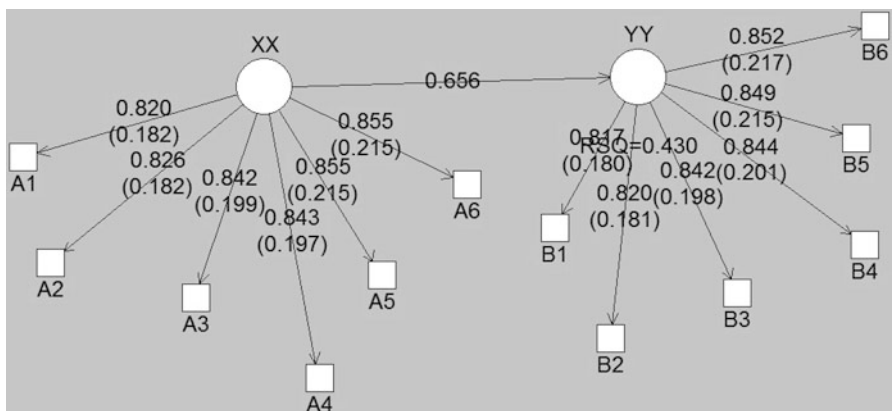 XX
YY
B6
0.852
(0.217)
0.656
0.849
(0.215)
0.820
(0.182)
0.855
(0.215)
B5
0.817
(0.180)
RSQ=0.430
0.844
(0.201)
0.826
(0.182)
0.842
(0.199)
0.855
(0.215)
0.842
(0.198)
0.820
(0.181)
A1
A6
0.843
(0.197)
B1
B4
A2
A5
A3
B3
B2
A4